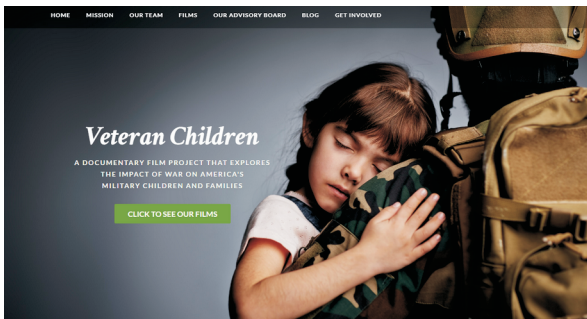 HOME MISSION OUR TEAM FILMS OUR ADVISORY BOARD BLOG GET INVOLVED
Veteran Children
A DOCUMENTARY FILM PROJECT THAT EXPLORES
THE IMPACT OF WAR ON AMERICA'S
MILITARY CHILDREN AND FAMILIES
CLICK TO SEE OUR FILMS